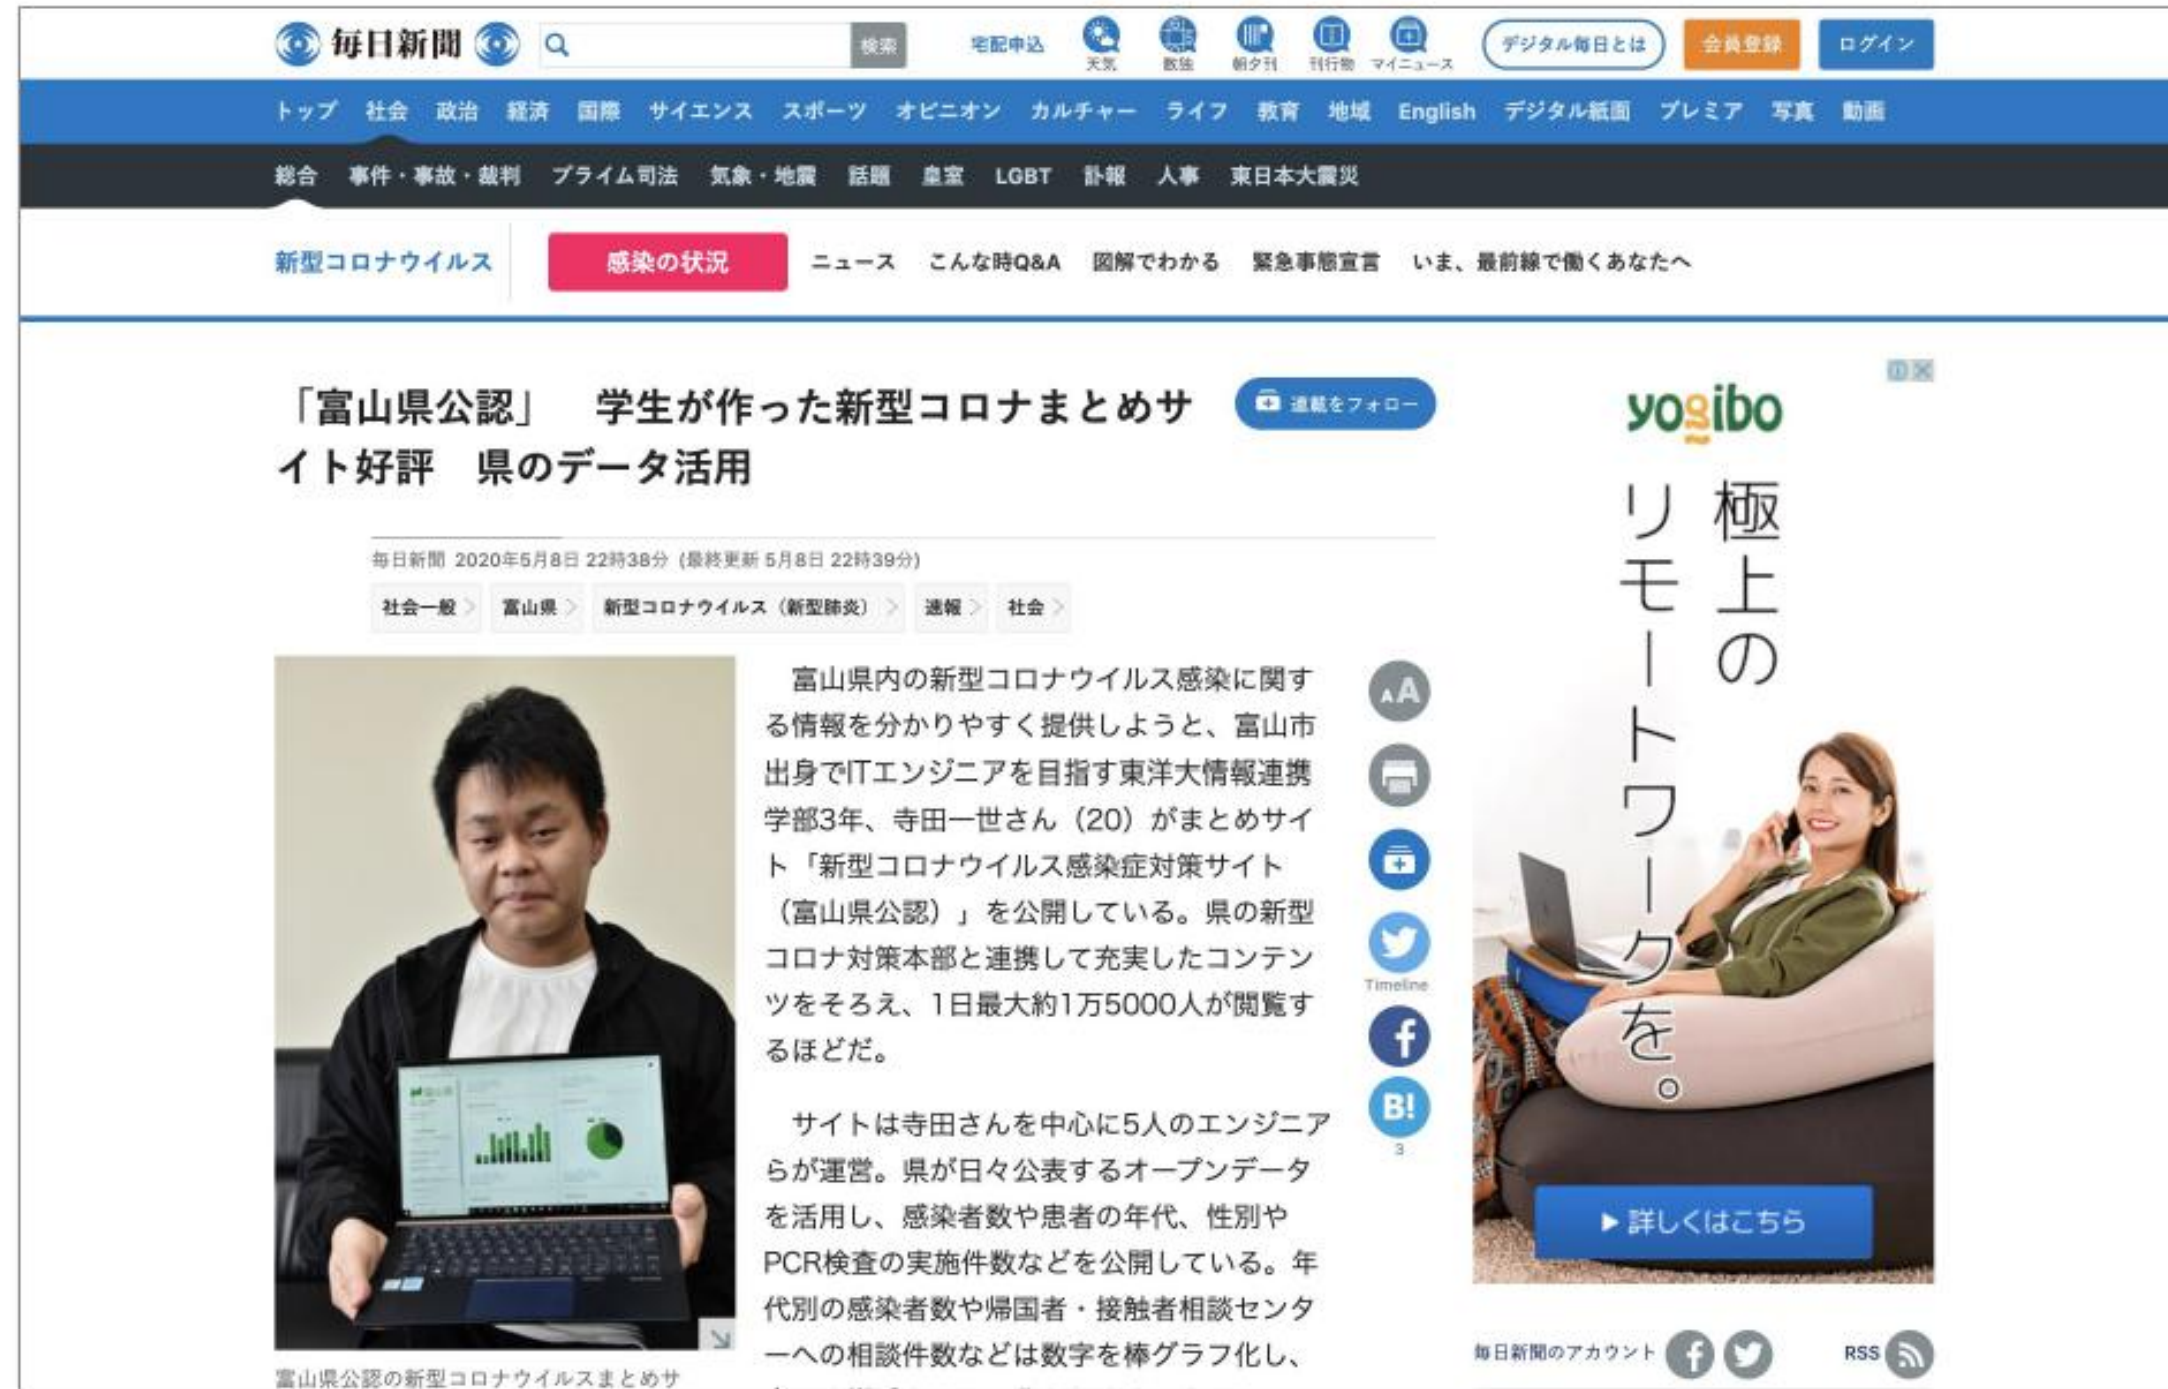 毎日新聞
検索
宅配申込
天気
数独
朝夕刊
刊行物
マイニュース
デジタル毎日とは
会員登録
ログイン
トップ 社会 政治 経済 国際 サイエンス スポーツ オピニオン カルチャー ライフ 教育 地域 English デジタル紙面 プレミア 写真 動画
総合 事件・事故・裁判 プライム司法 気象・地震 話題 皇室 LGBT 訃報 人事 東日本大震災
新型コロナウイルス 感染の状況 ニュース こんな時Q&A 図解でわかる 緊急事態宣言 いま、最前線で働くあなたへ
「富山県公認」　学生が作った新型コロナまとめサ
イト好評　県のデータ活用
連載をフォロー
毎日新聞 2020年5月8日 22時38分 (最終更新 5月8日 22時39分)
社会一般 富山県 新型コロナウイルス（新型肺炎） 速報 社会
富山県内の新型コロナウイルス感染に関す
る情報を分かりやすく提供しようと、富山市
出身でITエンジニアを目指す東洋大情報連携
学部3年、寺田一世さん（20）がまとめサイ
ト「新型コロナウイルス感染症対策サイト
（富山県公認）」を公開している。県の新型
コロナ対策本部と連携して充実したコンテン
ツをそろえ、1日最大約1万5000人が閲覧す
るほどだ。
サイトは寺田さんを中心に5人のエンジニア
らが運営。県が日々公表するオープンデータ
を活用し、感染者数や患者の年代、性別や
PCR検査の実施件数などを公開している。年
代別の感染者数や帰国者・接触者相談センタ
ーへの相談件数などは数字を棒グラフ化し、
富山県公認の新型コロナウイルスまとめサ
AA
Timeline
B!
3
yogibo
極上の
リモートワークを。
▶詳しくはこちら
毎日新聞のアカウント
RSS